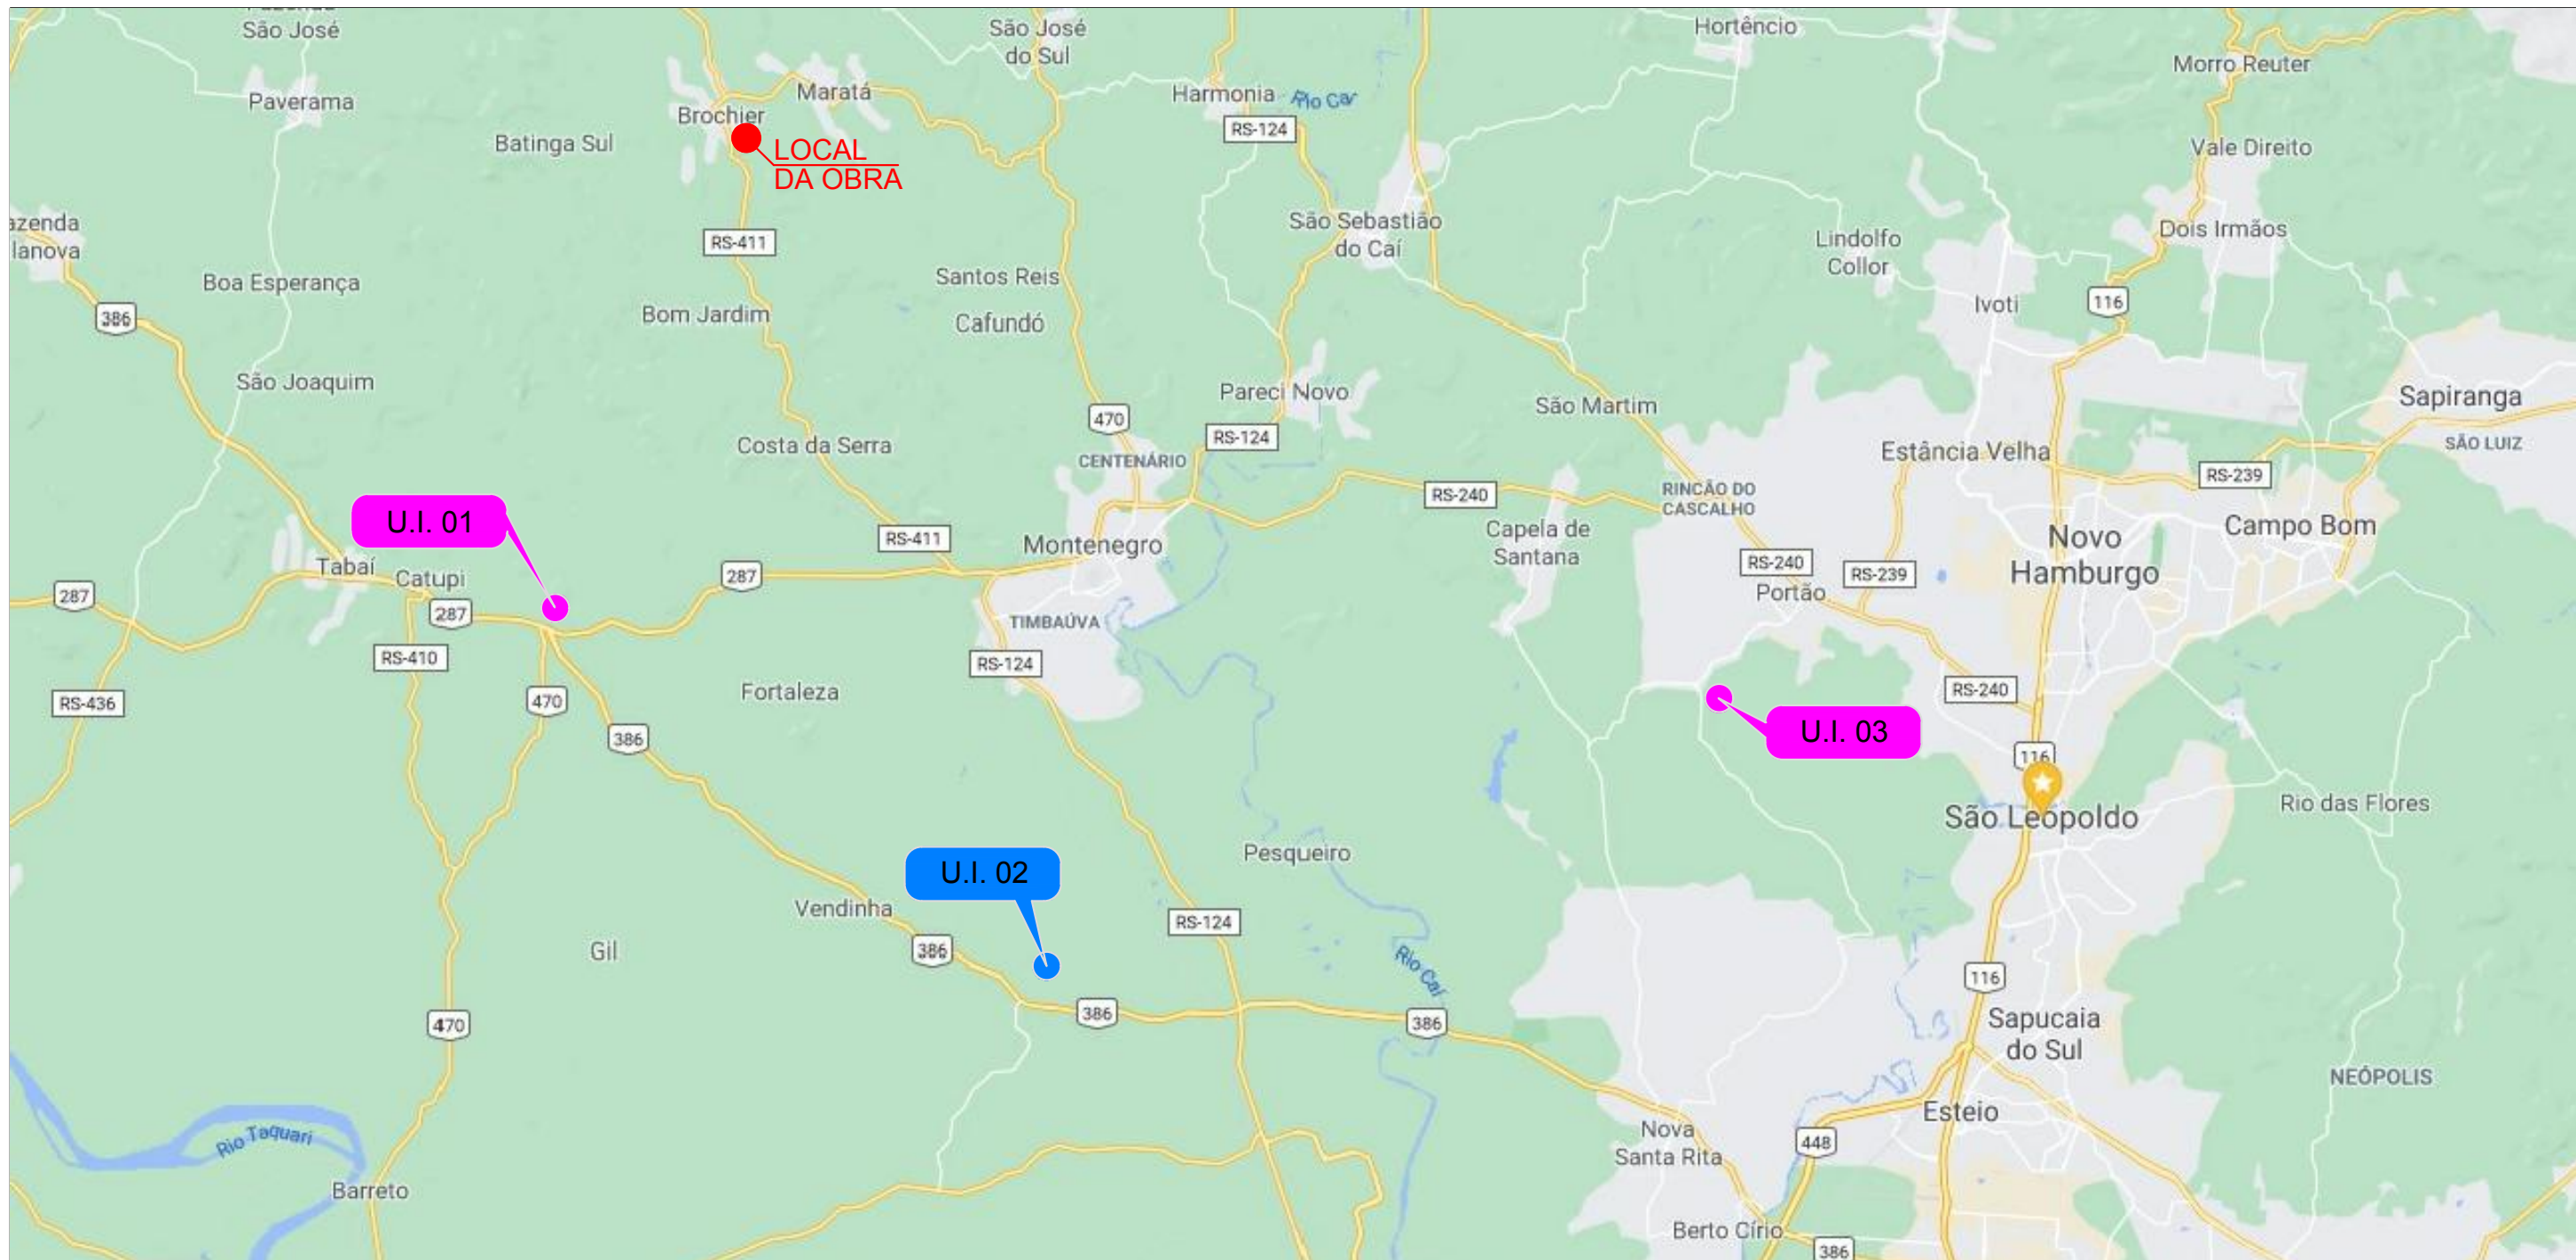 São José
São José
do Sul
Hortêncio
Morro Reuter
Paverama
Maratá
Harmonia
Brochier
RS-124
Batinga Sul
LOCAL
DA OBRA
Vale Direito
São Sebastião
do Caí
Dois Irmãos
azenda
lanova
RS-411
Lindolfo
Collor
Boa Esperança
Santos Reis
Ivoti
116
386
Bom Jardim
Cafundó
São Joaquim
Pareci Novo
São Martim
Sapiranga
470
RS-124
Costa da Serra
CENTENÁRIO
Estância Velha
SÃO LUIZ
RS-239
RS-240
RINCÃO DO
CASCALHO
U.I. 01
Capela de
Santana
Campo Bom
RS-411
Montenegro
Novo
Hamburgo
Tabaí
Catupi
287
RS-240
RS-239
287
287
Portão
TIMBAÚVA
RS-410
RS-124
RS-436
470
Fortaleza
RS-240
386
U.I. 03
116
São Leopoldo
Rio das Flores
U.I. 02
Pesqueiro
Vendinha
RS-124
Gil
386
Rio Caí
116
386
386
470
Sapucaia
do Sul
NEÓPOLIS
Esteio
Rio Taquari
Nova
Santa Rita
448
Barreto
Berto Círio
386